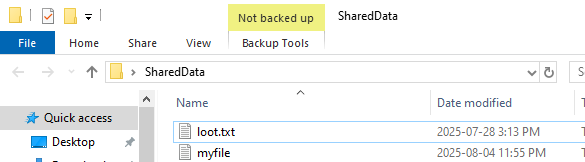 Not backed up
SharedData
File
Home
Share
View
Backup Tools
SharedData
Name
Date modified
Quick access
loot.txt
2025-07-28 3:13 PM
Desktop
myfile
2025-08-04 11:55 PM